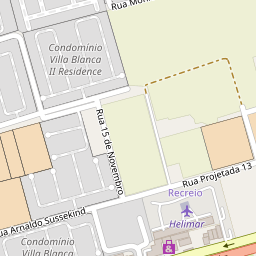 Rua Mon
Condomínio
Villa Blanca
II Residence
Rua 15 de Novembro
Rua Projetada 13
Recreio
Rua Arnaldo Sussekind
Helimar
Condomínio
Villa Blanca